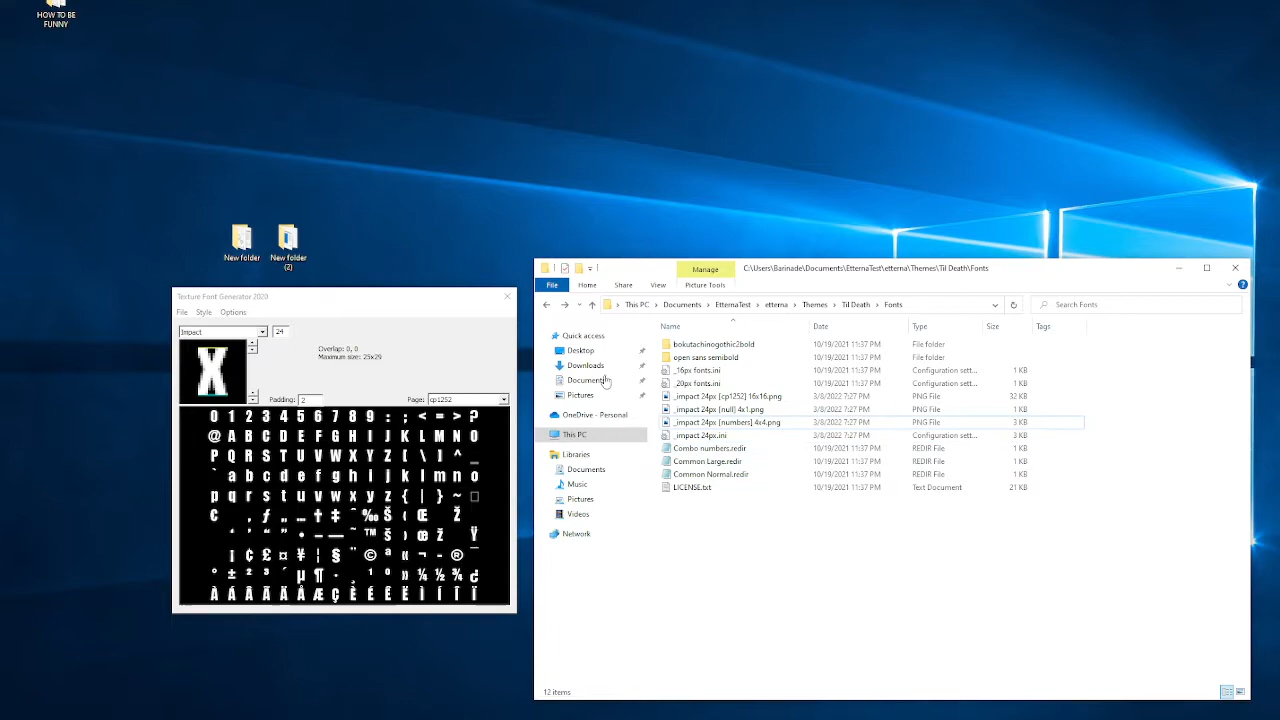 HOW TO BE
FUNNY
New folder
New folder
(2)
Texture Font Generator 2020
File Style Options
Impact 24
Overlap: 0, 0
Maximum size: 25x29
X
Padding: 2 Page: cp1252
0 1 2 3 4 5 6 7 8 9 : ; < = > ?
@ A B C D E F G H I J K L M N O
P Q R S T U V W X Y Z [ \ ] ^ _
` a b c d e f g h i j k l m n o
p q r s t u v w x y z { | } ~ □
Manage
C:\Users\Barinade\Documents\EtternaTest\etterna\Themes\Til Death\Fonts
File Home Share View Picture Tools
This PC > Documents > EtternaTest > etterna > Themes > Til Death > Fonts
Search Fonts
Quick access
Desktop
Downloads
Documents
Pictures
OneDrive - Personal
This PC
Libraries
Documents
Music
Pictures
Videos
Network
Name Date Type Size Tags
bokutachinogothic2bold 10/19/2021 11:37 PM File folder
open sans semibold 10/19/2021 11:37 PM File folder
_16px fonts.ini 10/19/2021 11:37 PM Configuration sett... 1 KB
_20px fonts.ini 10/19/2021 11:37 PM Configuration sett... 1 KB
_impact 24px [cp1252] 16x16.png 3/8/2022 7:27 PM PNG File 32 KB
_impact 24px [null] 4x1.png 3/8/2022 7:27 PM PNG File 1 KB
_impact 24px [numbers] 4x4.png 3/8/2022 7:27 PM PNG File 3 KB
_impact 24px.ini 3/8/2022 7:27 PM Configuration sett... 3 KB
Combo numbers.redir 10/19/2021 11:37 PM REDIR File 1 KB
Common Large.redir 10/19/2021 11:37 PM REDIR File 1 KB
Common Normal.redir 10/19/2021 11:37 PM REDIR File 1 KB
LICENSE.txt 10/19/2021 11:37 PM Text Document 21 KB
12 items